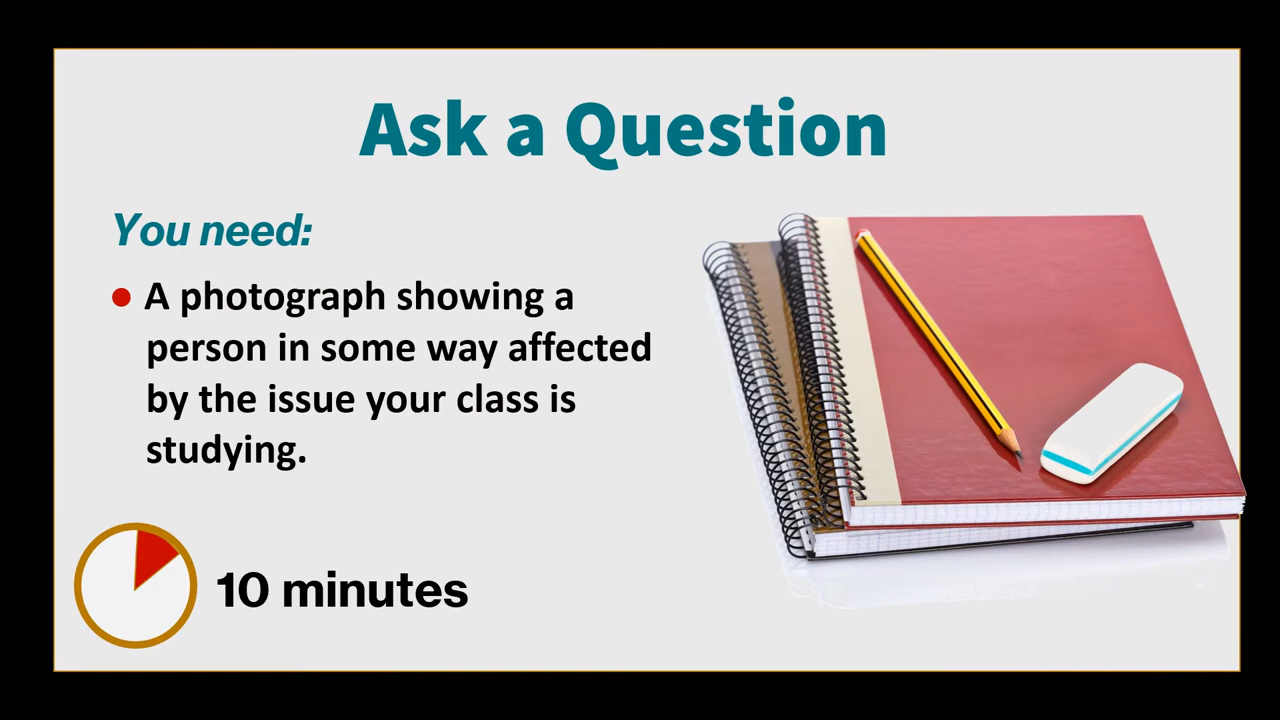 Ask a Question
You need:
● A photograph showing a
person in some way affected
by the issue your class is
studying.
10 minutes